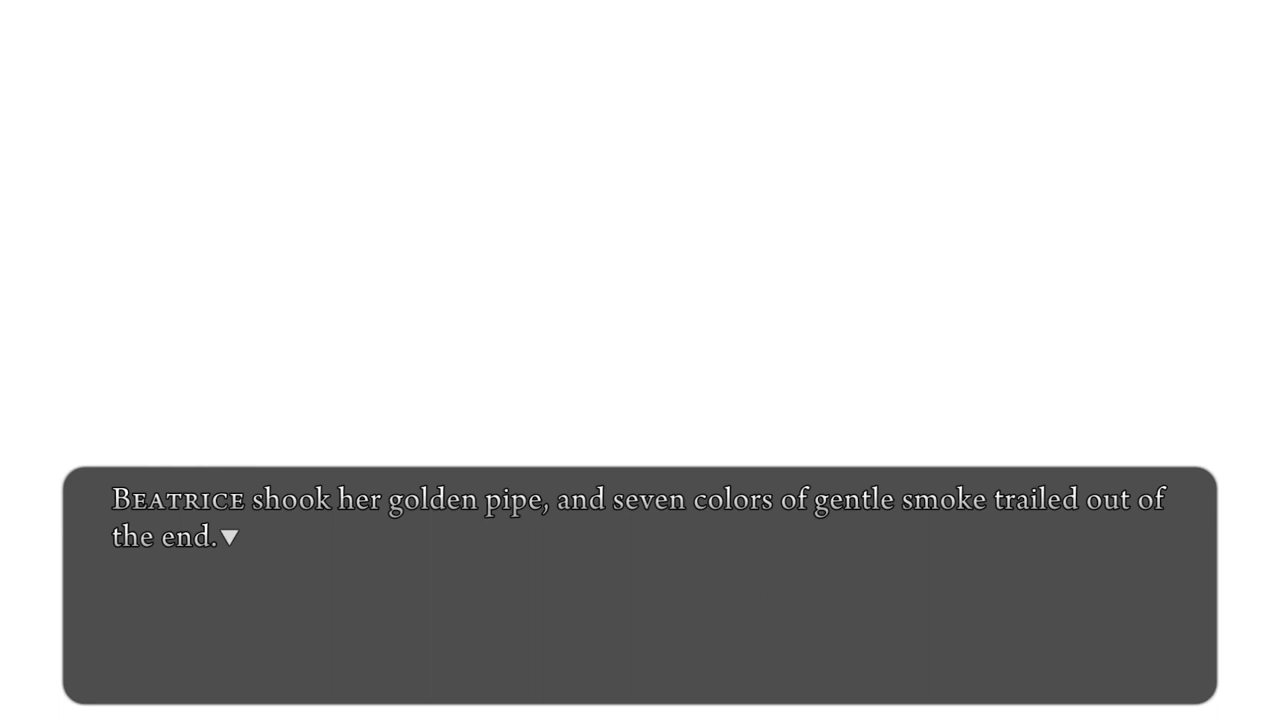 Beatrice shook her golden pipe, and seven colors of gentle smoke trailed out of
the end.▼